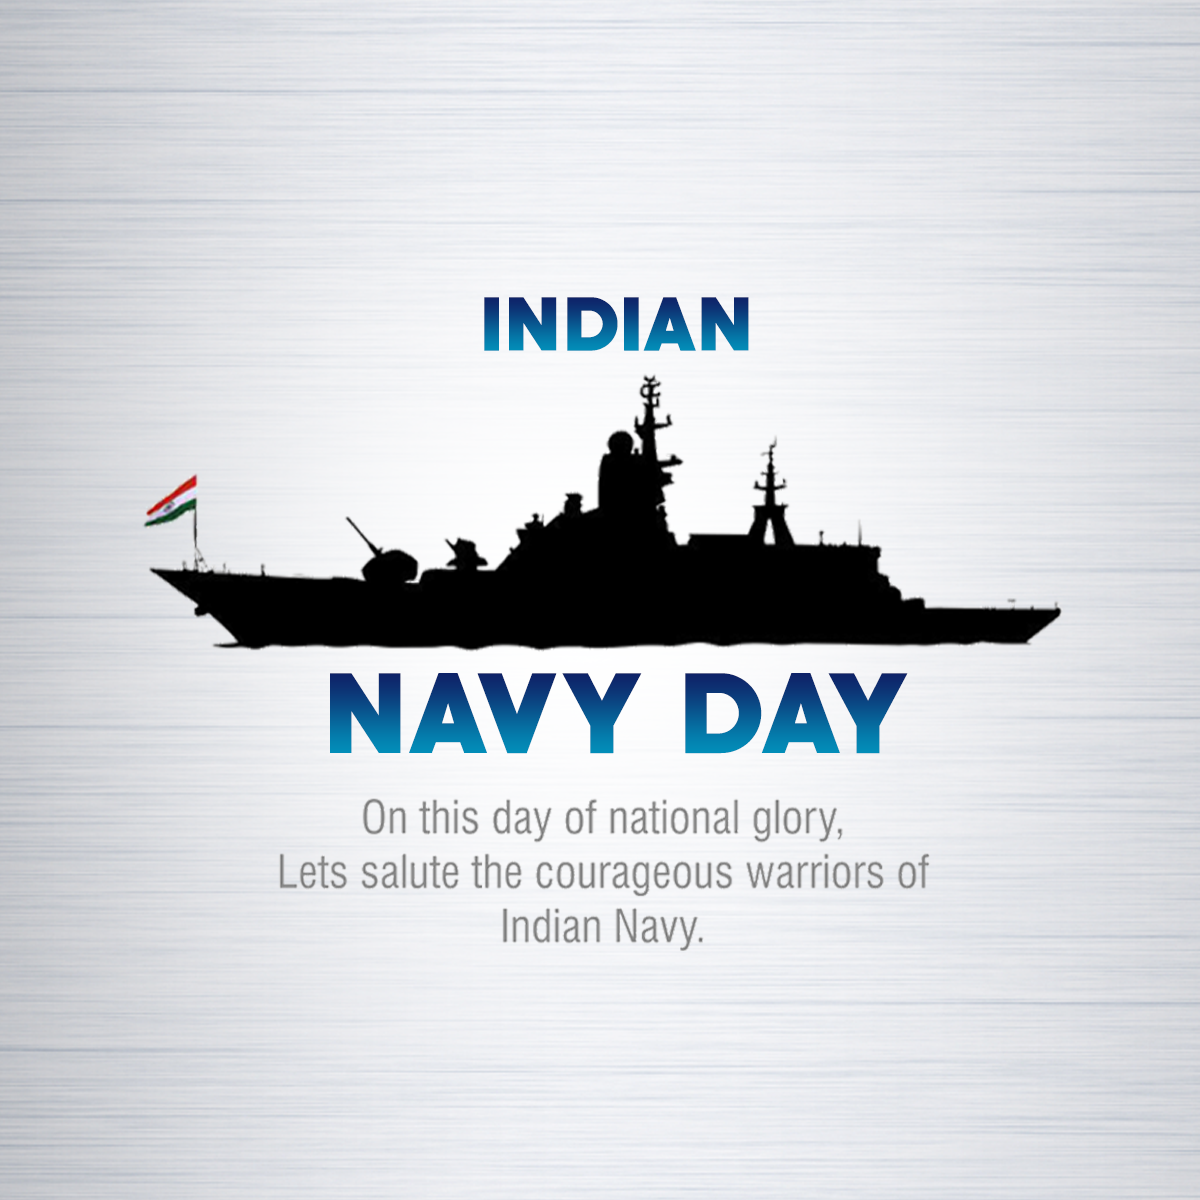 INDIAN
NAVY DAY
On this day of national glory,
Lets salute the courageous warriors of
Indian Navy.